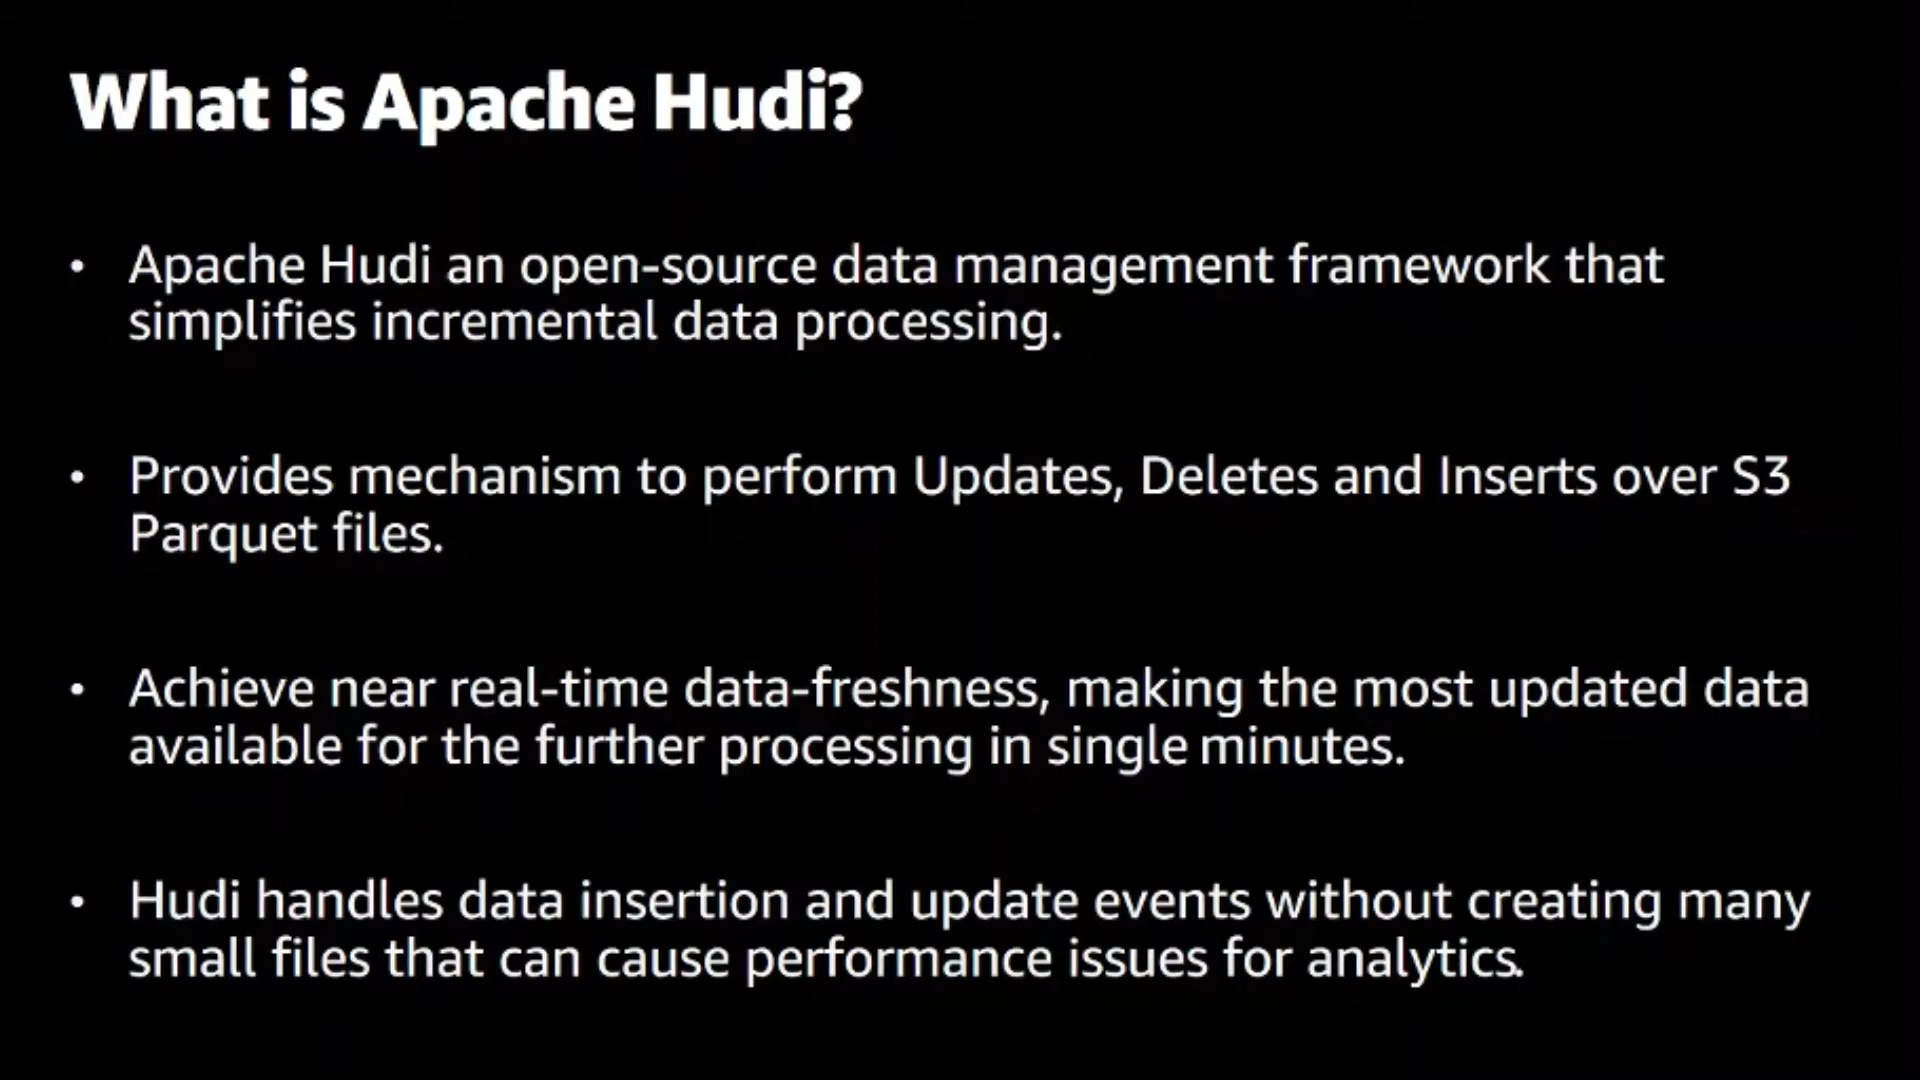 What is Apache Hudi?
• Apache Hudi an open-source data management framework that
simplifies incremental data processing.
• Provides mechanism to perform Updates, Deletes and Inserts over S3
Parquet files.
• Achieve near real-time data-freshness, making the most updated data
available for the further processing in single minutes.
• Hudi handles data insertion and update events without creating many
small files that can cause performance issues for analytics.